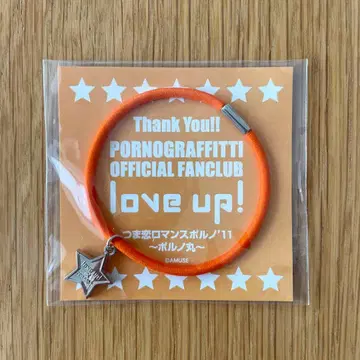 Thank You!!
PORNOGRAFFITTI
OFFICIAL FANCLUB
love up!
つま恋ロマンスポルノ'11
〜ポルノ丸〜
©AMUSE